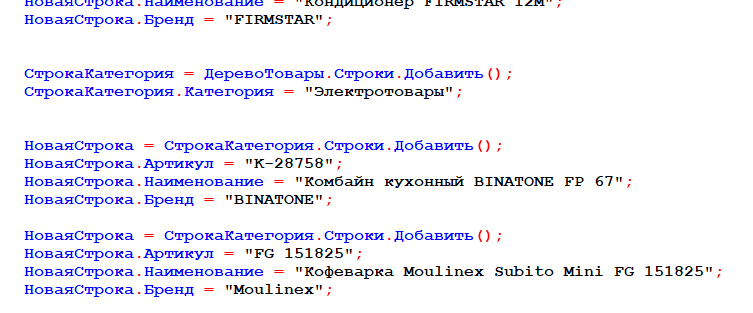 НоваяСтрока.Наименование = "Кондиционер FIRMSTAR 12М";
НоваяСтрока.Бренд = "FIRMSTAR";
СтрокаКатегория = ДеревоТовары.Строки.Добавить();
СтрокаКатегория.Категория = "Электротовары";
НоваяСтрока = СтрокаКатегория.Строки.Добавить();
НоваяСтрока.Артикул = "К-28758";
НоваяСтрока.Наименование = "Комбайн кухонный BINATONE FP 67";
НоваяСтрока.Бренд = "BINATONE";
НоваяСтрока = СтрокаКатегория.Строки.Добавить();
НоваяСтрока.Артикул = "FG 151825";
НоваяСтрока.Наименование = "Кофеварка Moulinex Subito Mini FG 151825";
НоваяСтрока.Бренд = "Moulinex";